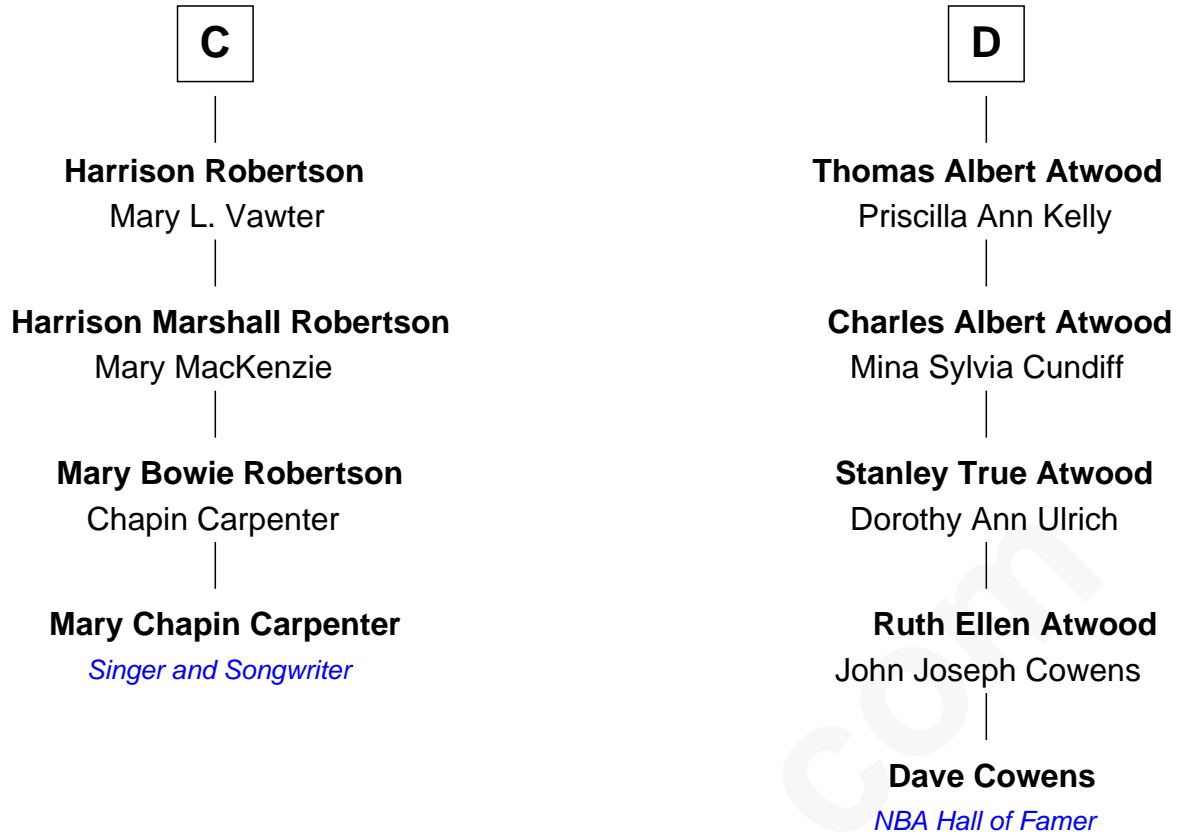 C
Harrison Robertson
Mary L. Vawter
Harrison Marshall Robertson
Mary MacKenzie
Mary Bowie Robertson
Chapin Carpenter
Mary Chapin Carpenter
Singer and Songwriter
D
Thomas Albert Atwood
Priscilla Ann Kelly
Charles Albert Atwood
Mina Sylvia Cundiff
Stanley True Atwood
Dorothy Ann Ulrich
Ruth Ellen Atwood
John Joseph Cowens
Dave Cowens
NBA Hall of Famer
com